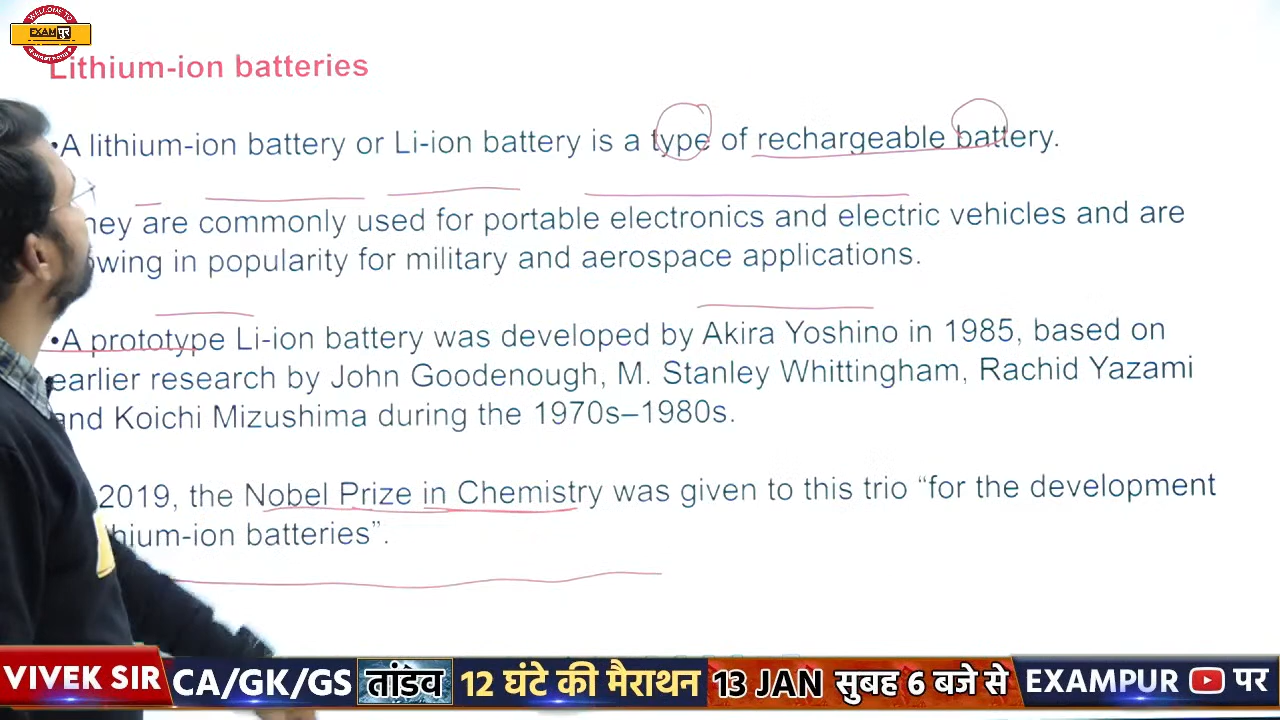 WELCOME TO
EXAMपुर
Lithium-ion batteries
•A lithium-ion battery or Li-ion battery is a type of rechargeable battery.
hey are commonly used for portable electronics and electric vehicles and are
owing in popularity for military and aerospace applications.
•A prototype Li-ion battery was developed by Akira Yoshino in 1985, based on
earlier research by John Goodenough, M. Stanley Whittingham, Rachid Yazami
and Koichi Mizushima during the 1970s–1980s.
2019, the Nobel Prize in Chemistry was given to this trio “for the development
hium-ion batteries”.
VIVEK SIR CA/GK/GS तांडव 12 घंटे की मैराथन 13 JAN सुबह 6 बजे से EXAMPUR पर